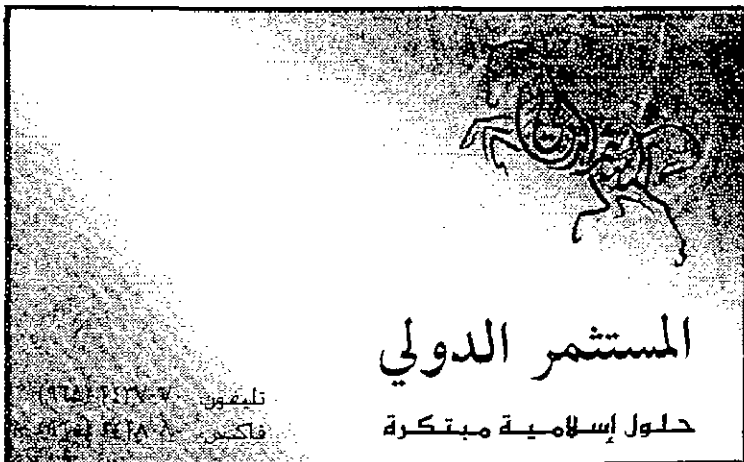 المستثمر الدولي
حلول إسلامية مبتكرة
تليفون
فاكس